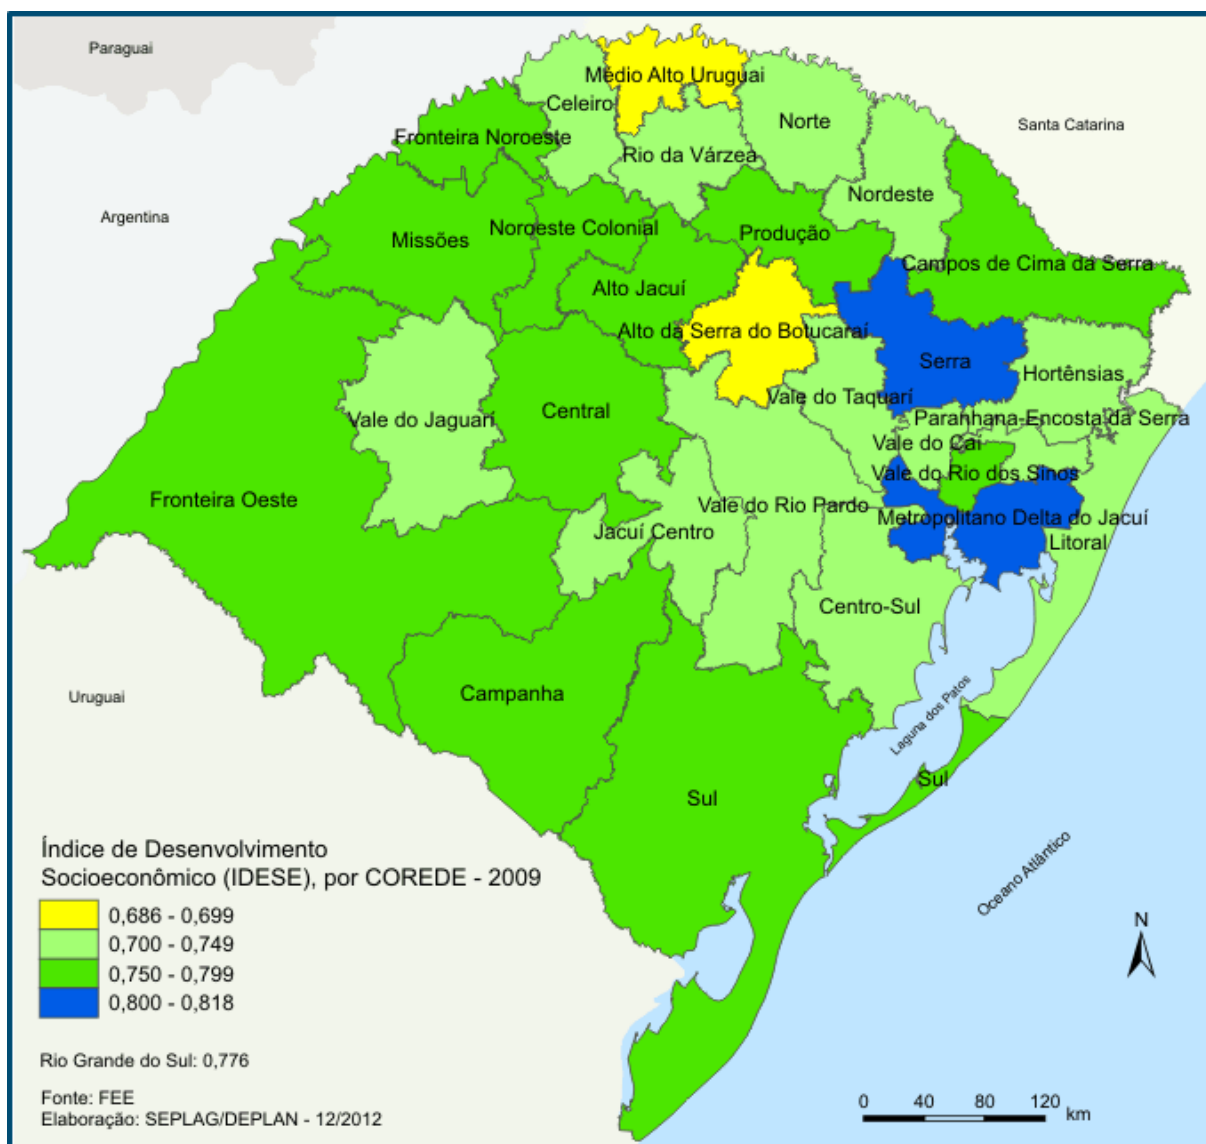 Paraguai
Médio Alto Uruguai
Celeiro
Norte
Santa Catarina
Fronteira Noroeste
Rio da Várzea
Nordeste
Argentina
Noroeste Colonial
Produção
Missões
Campos de Cima da Serra
Alto Jacuí
Alto da Serra do Botucaraí
Serra
Hortênsias
Vale do Taquarí
Central
Vale do Jaguarí
Paranhana-Encosta da Serra
Vale do Caí
Vale do Rio dos Sinos
Fronteira Oeste
Vale do Rio Pardo
Metropolitano Delta do Jacuí
Jacuí Centro
Litoral
Centro-Sul
Campanha
Uruguai
Laguna dos Patos
Sul
Sul
Oceano Atlântico
Índice de Desenvolvimento
Socioeconômico (IDESE), por COREDE - 2009
0,686 - 0,699
0,700 - 0,749
0,750 - 0,799
0,800 - 0,818
N
Rio Grande do Sul: 0,776
Fonte: FEE
Elaboração: SEPLAG/DEPLAN - 12/2012
0 40 80 120
km